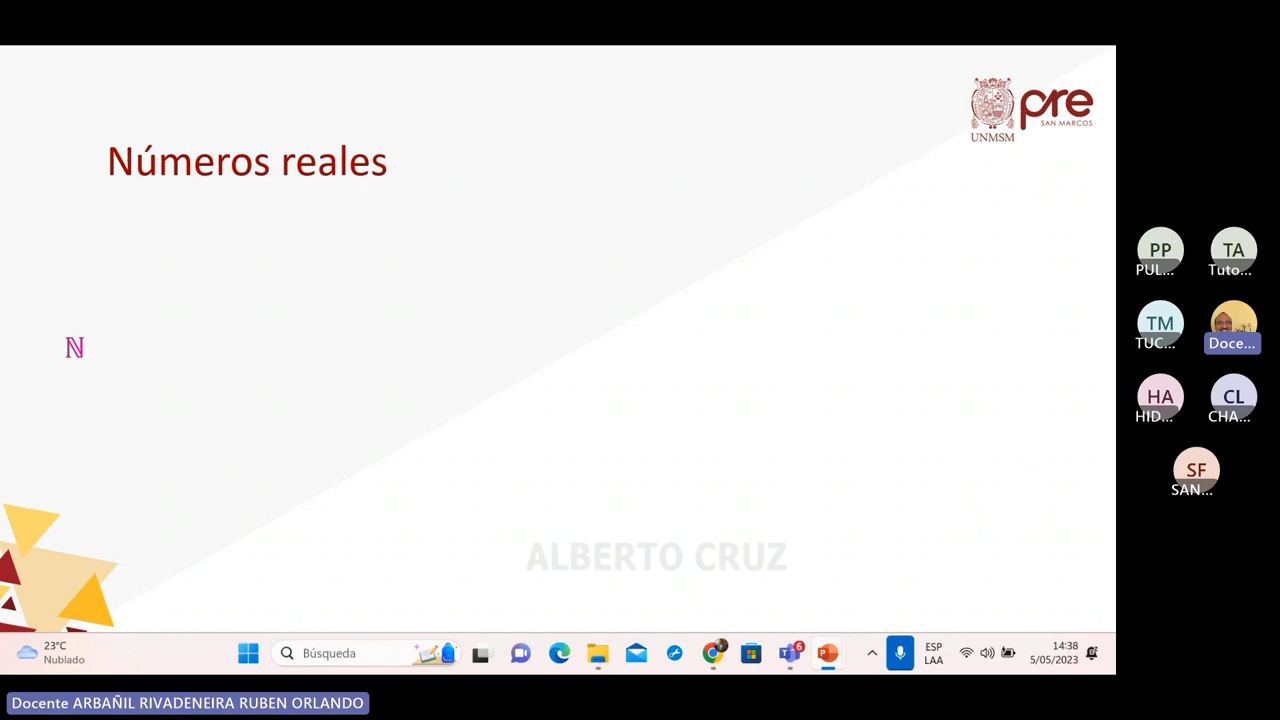 pre
SAN MARCOS
UNMSM
Números reales
ℕ
ALBERTO CRUZ
PP
PUL...
TA
Tuto...
TM
TUC...
Doce...
HA
HID...
CL
CHA...
SF
SAN...
23°C
Nublado
Búsqueda
6
ESP
LAA
14:38
5/05/2023
Docente ARBAÑIL RIVADENEIRA RUBEN ORLANDO